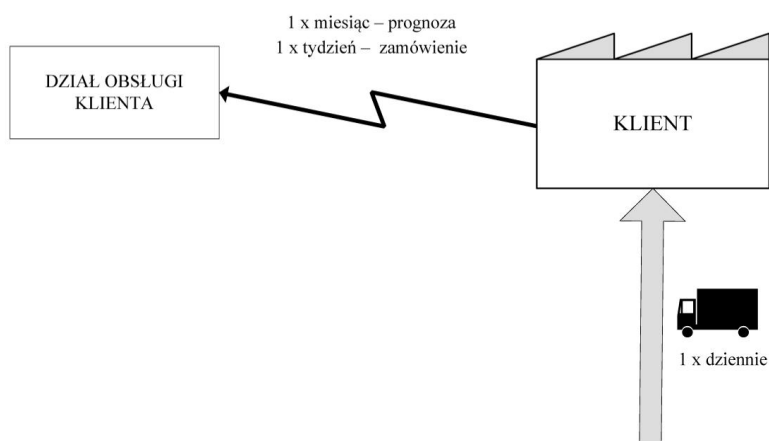 1 x miesiąc – prognoza
1 x tydzień – zamówienie
DZIAŁ OBSŁUGI
KLIENTA
KLIENT
1 x dziennie